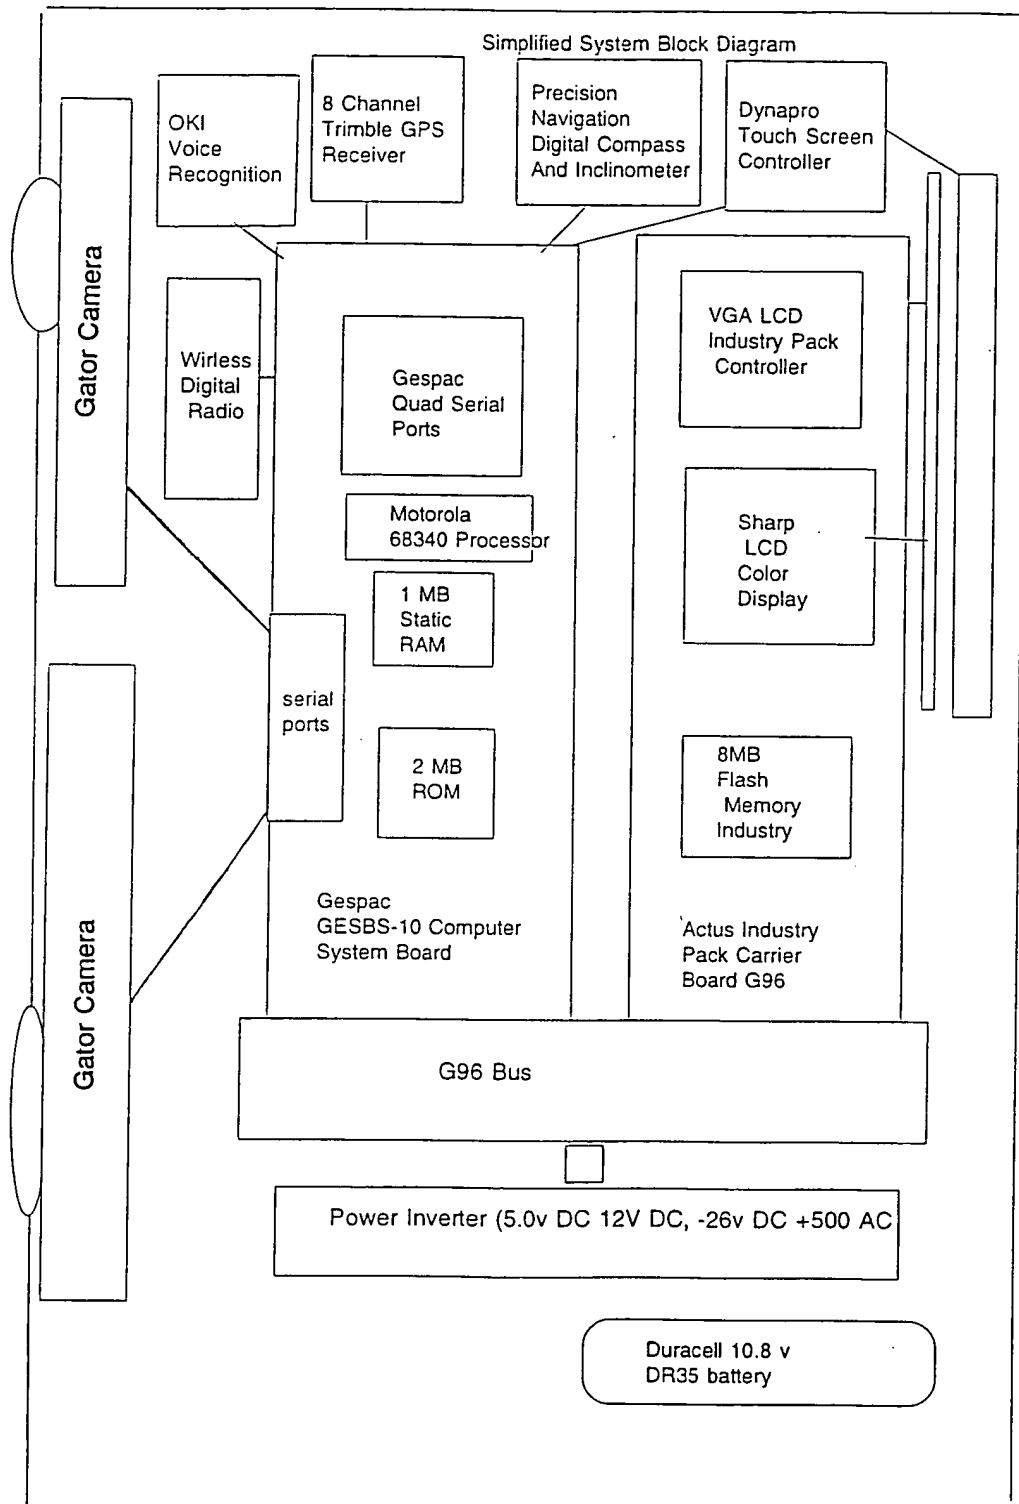 Simplified System Block Diagram
OKI
Voice
Recognition
8 Channel
Trimble GPS
Receiver
Precision
Navigation
Digital Compass
And Inclinometer
Dynapro
Touch Screen
Controller
Gator Camera
Wirless
Digital
Radio
Gespac
Quad Serial
Ports
VGA LCD
Industry Pack
Controller
Motorola
68340 Processor
Sharp
LCD
Color
Display
1 MB
Static
RAM
serial
ports
2 MB
ROM
8MB
Flash
Memory
Industry
Gator Camera
Gespac
GESBS-10 Computer
System Board
Actus Industry
Pack Carrier
Board G96
G96 Bus
Power Inverter (5.0v DC 12V DC, -26v DC +500 AC
Duracell 10.8 v
DR35 battery